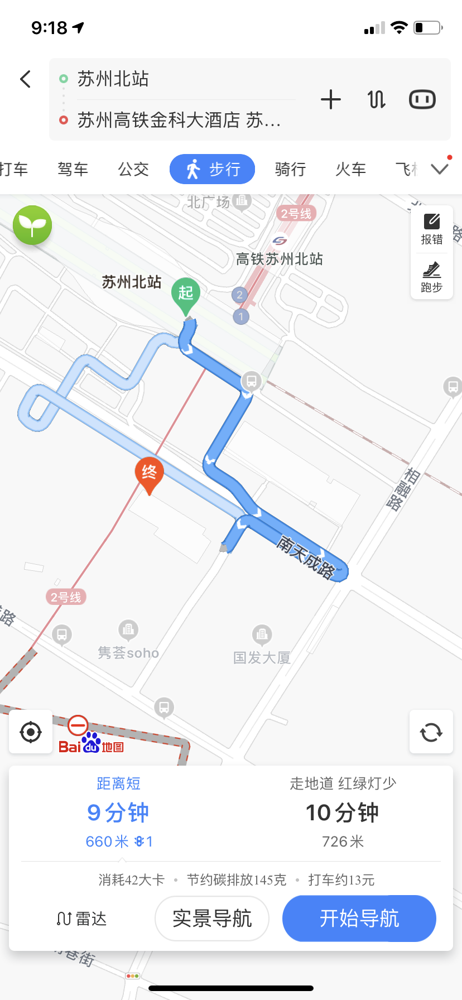 9:18
苏州北站
苏州高铁金科大酒店 苏...
打车 驾车 公交 步行 骑行 火车 飞机
北广场
2号线
报错
高铁苏州北站
苏州北站
起
2
1
跑步
相融路
终
南天成路
2号线
路
隽荟soho
国发大厦
Bai du 地图
距离短
走地道 红绿灯少
9分钟
10分钟
660米 1
726米
消耗42大卡 • 节约碳排放145克 • 打车约13元
雷达
实景导航
开始导航
巷街